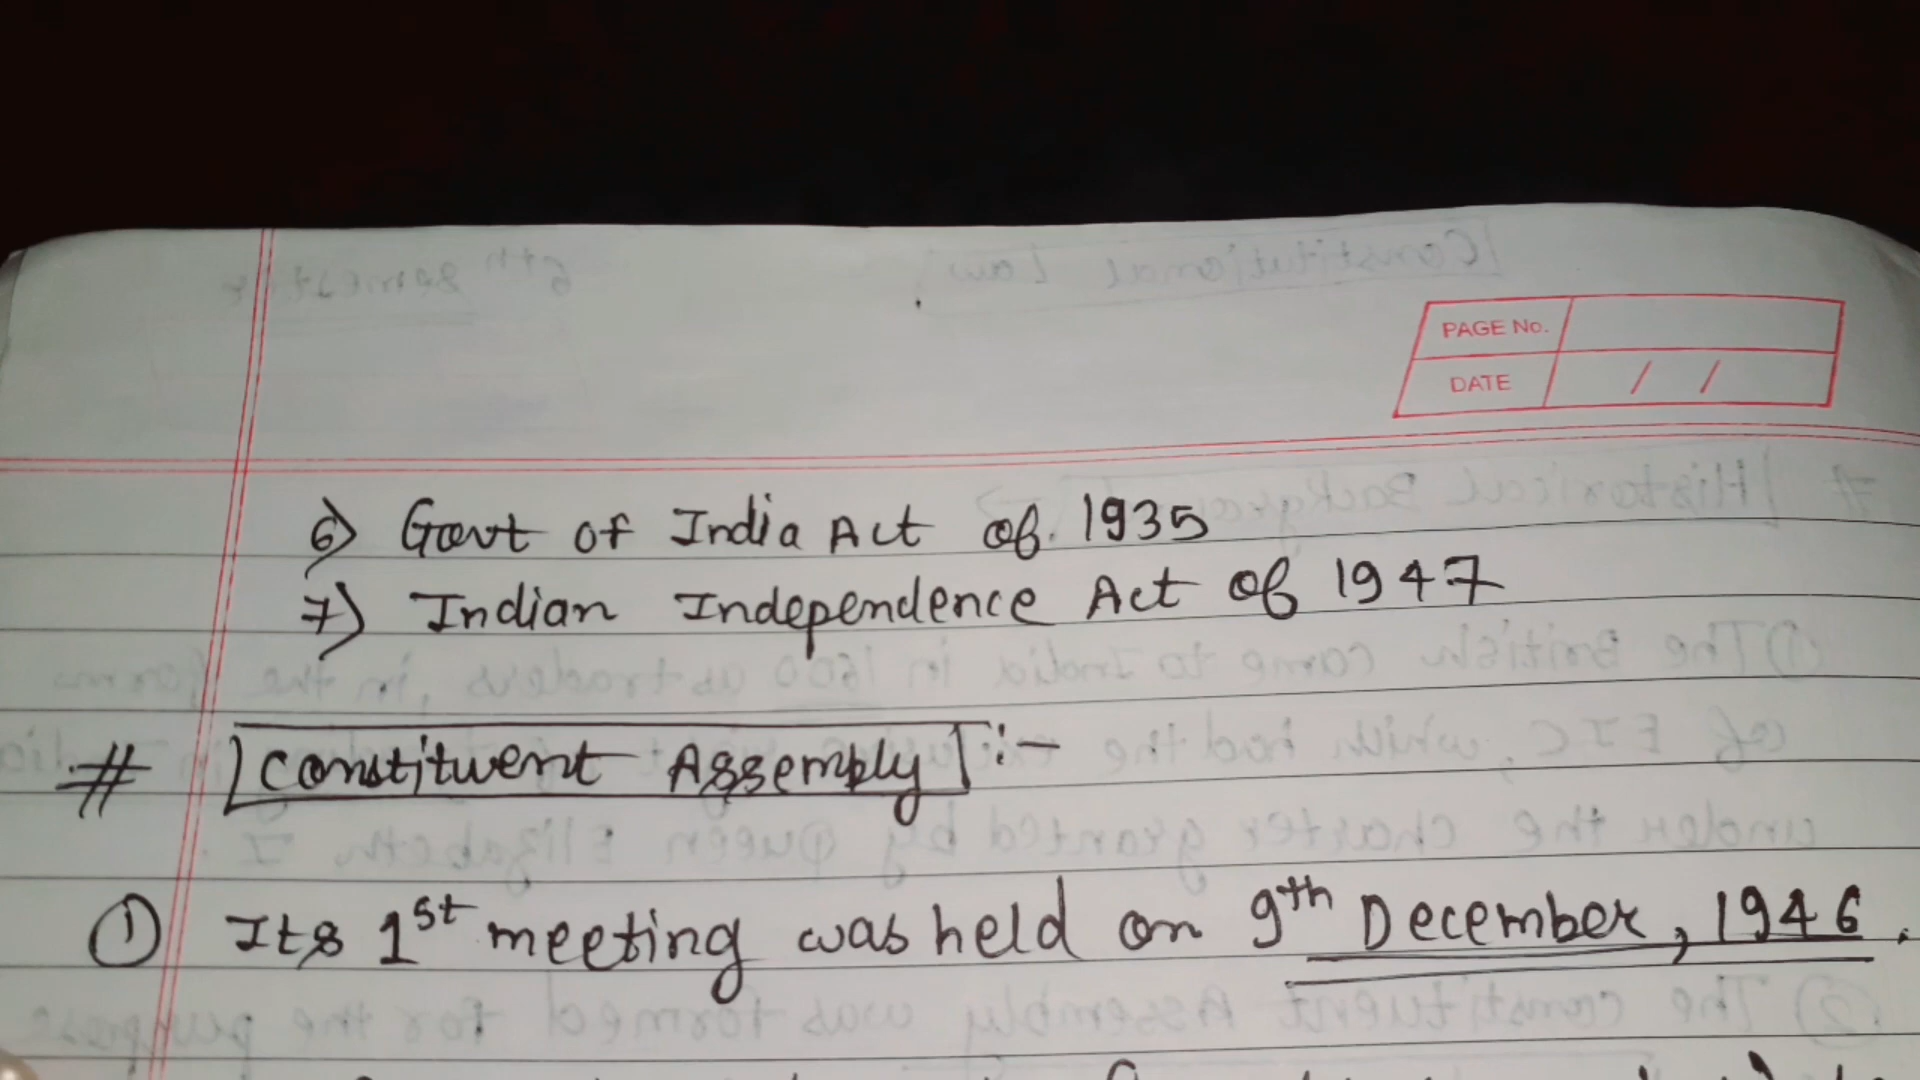 PAGE No.
DATE / /
6) Govt of India Act of. 1935
7) Indian Independence Act of 1947
# Constituent Assembly :-
① Its 1st meeting was held on 9th December, 1946.